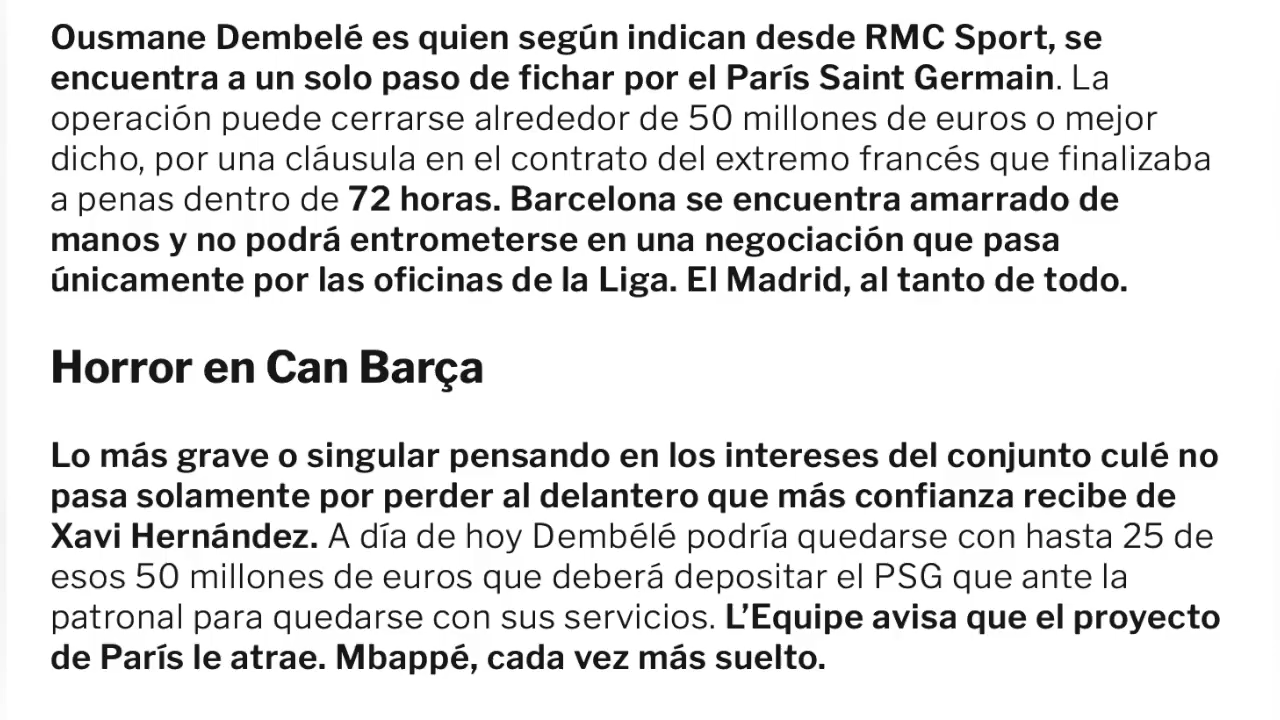 Ousmane Dembelé es quien según indican desde RMC Sport, se
encuentra a un solo paso de fichar por el París Saint Germain. La
operación puede cerrarse alrededor de 50 millones de euros o mejor
dicho, por una cláusula en el contrato del extremo francés que finalizaba
a penas dentro de 72 horas. Barcelona se encuentra amarrado de
manos y no podrá entrometerse en una negociación que pasa
únicamente por las oficinas de la Liga. El Madrid, al tanto de todo.
Horror en Can Barça
Lo más grave o singular pensando en los intereses del conjunto culé no
pasa solamente por perder al delantero que más confianza recibe de
Xavi Hernández. A día de hoy Dembélé podría quedarse con hasta 25 de
esos 50 millones de euros que deberá depositar el PSG que ante la
patronal para quedarse con sus servicios. L’Equipe avisa que el proyecto
de París le atrae. Mbappé, cada vez más suelto.